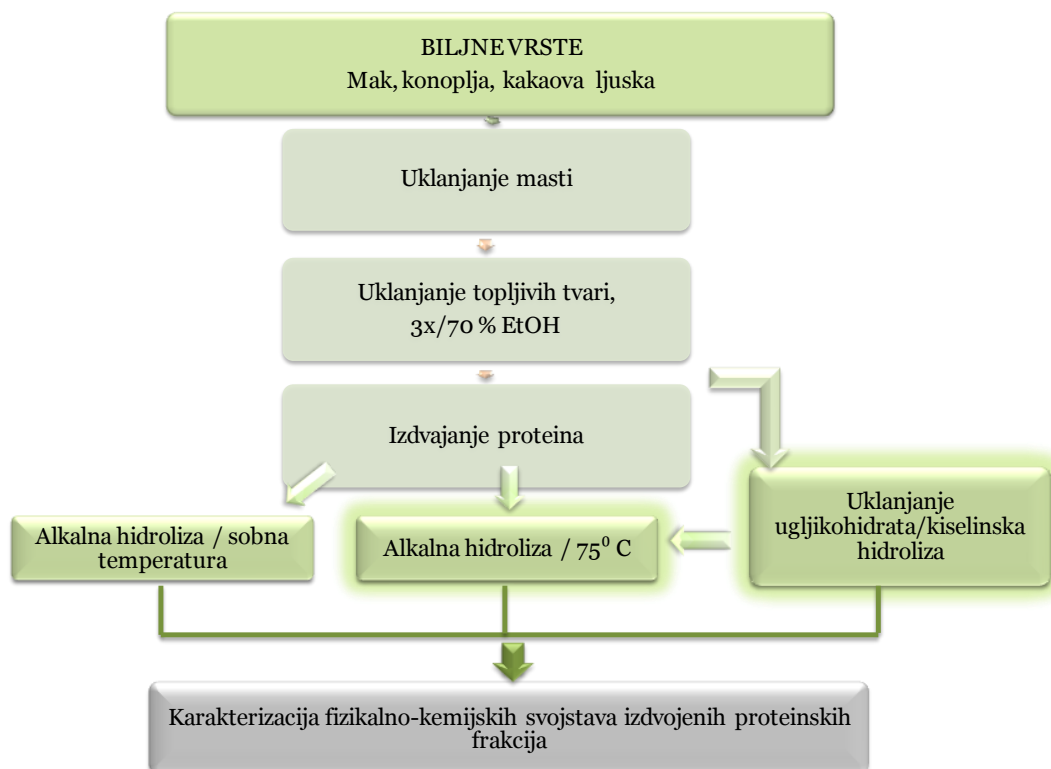 BILJNE VRSTE
Mak, konoplja, kakaova ljuska
Uklanjanje masti
Uklanjanje topljivih tvari,
3x/70 % EtOH
Izdvajanje proteina
Alkalna hidroliza / sobna
temperatura
Alkalna hidroliza / 75⁰ C
Uklanjanje
ugljikohidrata/kiselinska
hidroliza
Karakterizacija fizikalno-kemijskih svojstava izdvojenih proteinskih
frakcija